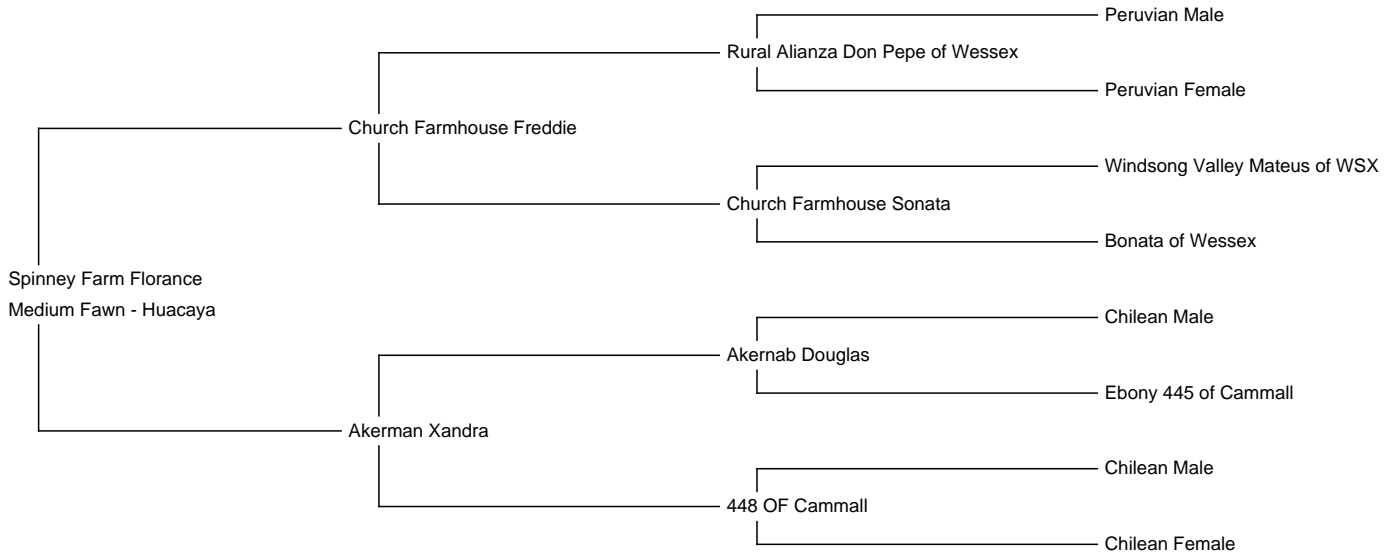 Peruvian Male
Rural Alianza Don Pepe of Wessex
Peruvian Female
Church Farmhouse Freddie
Windsong Valley Mateus of WSX
Church Farmhouse Sonata
Bonata of Wessex
Spinney Farm Florance
Medium Fawn - Huacaya
Chilean Male
Akernab Douglas
Ebony 445 of Cammall
Akerman Xandra
Chilean Male
448 OF Cammall
Chilean Female